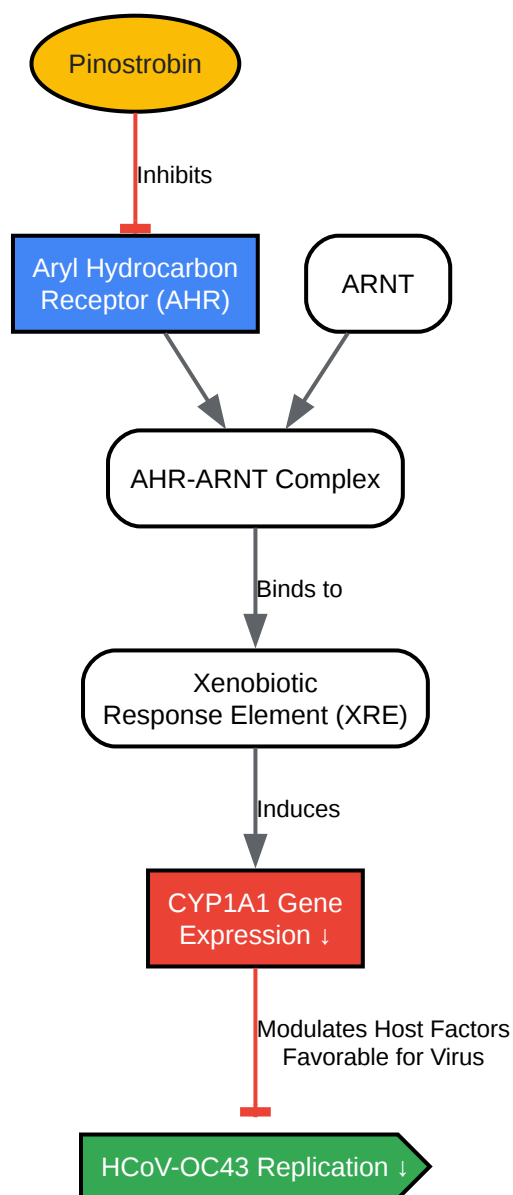 Pinostrobin
Inhibits
Aryl Hydrocarbon
Receptor (AHR)
ARNT
AHR-ARNT Complex
Binds to
Xenobiotic
Response Element (XRE)
Induces
CYP1A1 Gene
Expression ↓
Modulates Host Factors
Favorable for Virus
HCoV-OC43 Replication ↓